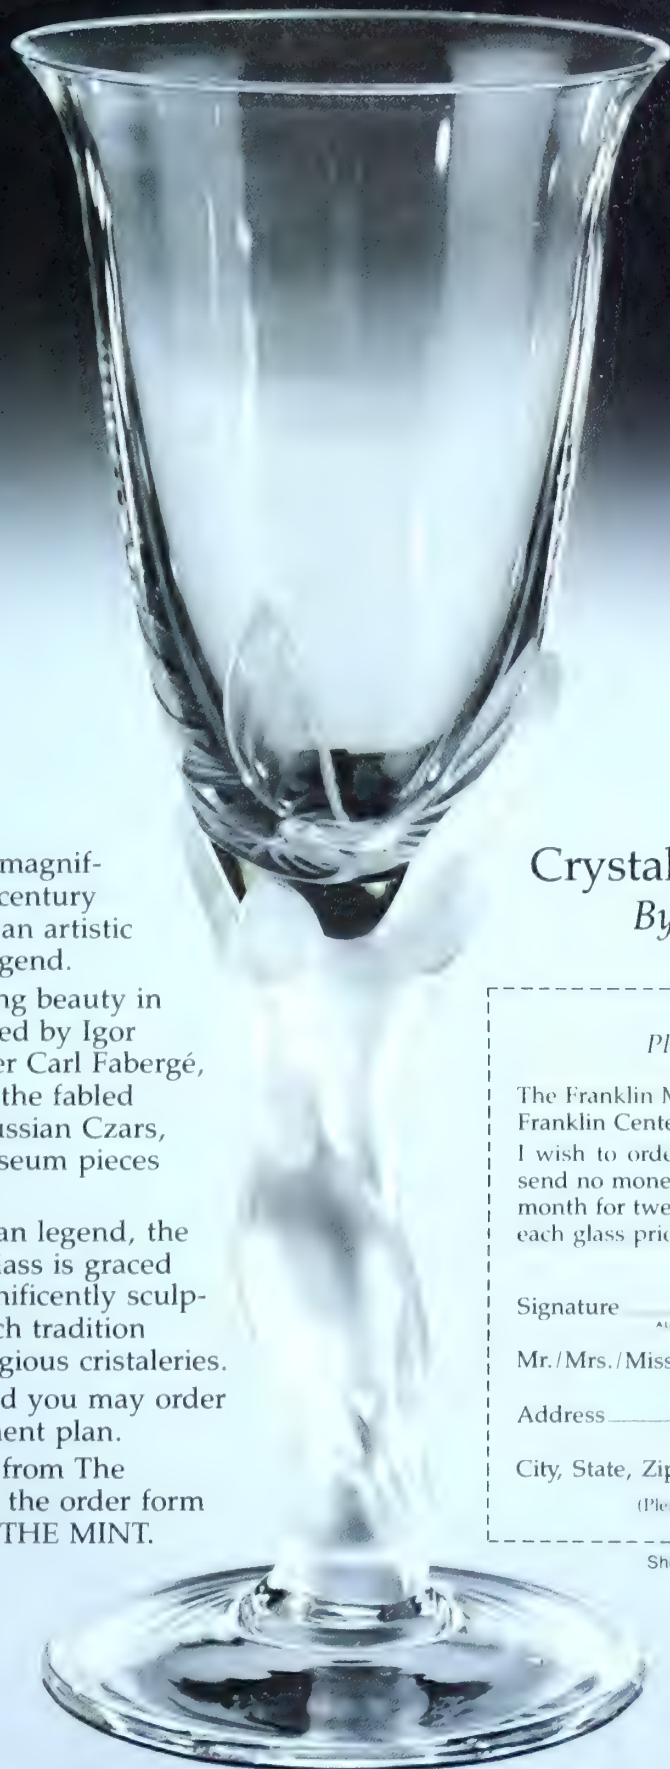 magnif-
century
an artistic
gend.
ng beauty in
ed by Igor
er Carl Fabergé,
the fabled
ussian Czars,
seum pieces
an legend, the
lass is graced
nificently sculp-
ch tradition
gious cristaleries.
d you may order
ent plan.
from The
the order form
THE MINT.
Crystal
By
Pl
The Franklin M
Franklin Cente
I wish to orde
send no mone
month for twe
each glass pric
Signature
Mr./Mrs./Miss
Address
City, State, Zip
(Ple
Sh